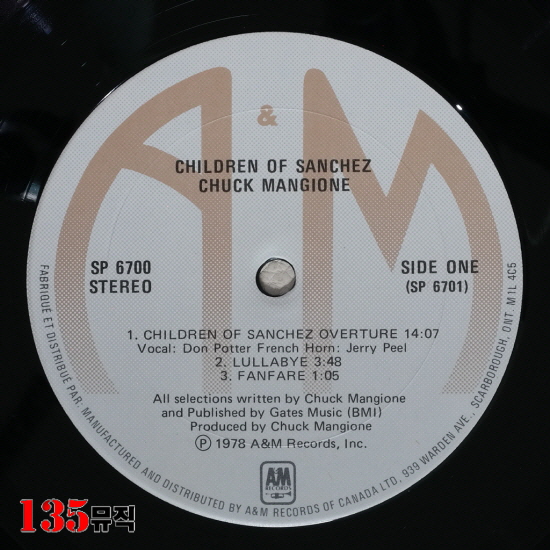 A & M
CHILDREN OF SANCHEZ
CHUCK MANGIONE
SP 6700
STEREO
SIDE ONE
(SP 6701)
1. CHILDREN OF SANCHEZ OVERTURE 14:07
Vocal: Don Potter French Horn: Jerry Peel
2. LULLABYE 3:48
3. FANFARE 1:05
All selections written by Chuck Mangione
and Published by Gates Music (BMI)
Produced by Chuck Mangione
Ⓟ 1978 A&M Records, Inc.
A&M
RECORDS
FABRIQUÉ ET DISTRIBUÉ PAR: MANUFACTURED AND DISTRIBUTED BY A&M RECORDS OF CANADA LTD., 939 WARDEN AVE., SCARBOROUGH, ONT. M1L 4C5
135뮤직